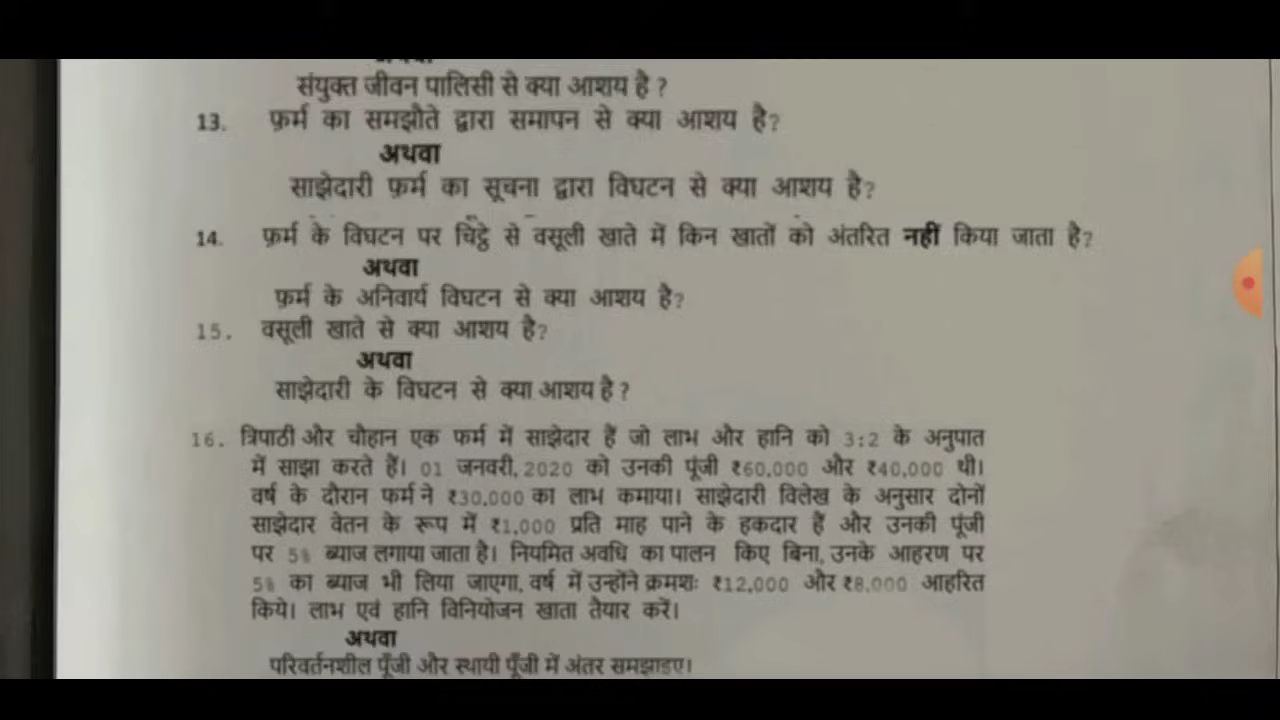 अथवा
संयुक्त जीवन पालिसी से क्या आशय है ?
13. फ़र्म का समझौते द्वारा समापन से क्या आशय है?
अथवा
साझेदारी फ़र्म का सूचना द्वारा विघटन से क्या आशय है?
14. फ़र्म के विघटन पर चिट्ठे से वसूली खाते में किन खातों को अंतरित नहीं किया जाता है?
अथवा
फ़र्म के अनिवार्य विघटन से क्या आशय है?
15. वसूली खाते से क्या आशय है?
अथवा
साझेदारी के विघटन से क्या आशय है ?
16. त्रिपाठी और चौहान एक फर्म में साझेदार हैं जो लाभ और हानि को 3:2 के अनुपात
में साझा करते हैं। 01 जनवरी, 2020 को उनकी पूंजी ₹60,000 और ₹40,000 थी।
वर्ष के दौरान फर्म ने ₹30,000 का लाभ कमाया। साझेदारी विलेख के अनुसार दोनों
साझेदार वेतन के रूप में ₹1,000 प्रति माह पाने के हकदार हैं और उनकी पूंजी
पर 5% ब्याज लगाया जाता है। नियमित अवधि का पालन किए बिना, उनके आहरण पर
5% का ब्याज भी लिया जाएगा, वर्ष में उन्होंने क्रमशः ₹12,000 और ₹8,000 आहरित
किये। लाभ एवं हानि विनियोजन खाता तैयार करें।
अथवा
परिवर्तनशील पूँजी और स्थायी पूँजी में अंतर समझाइए।